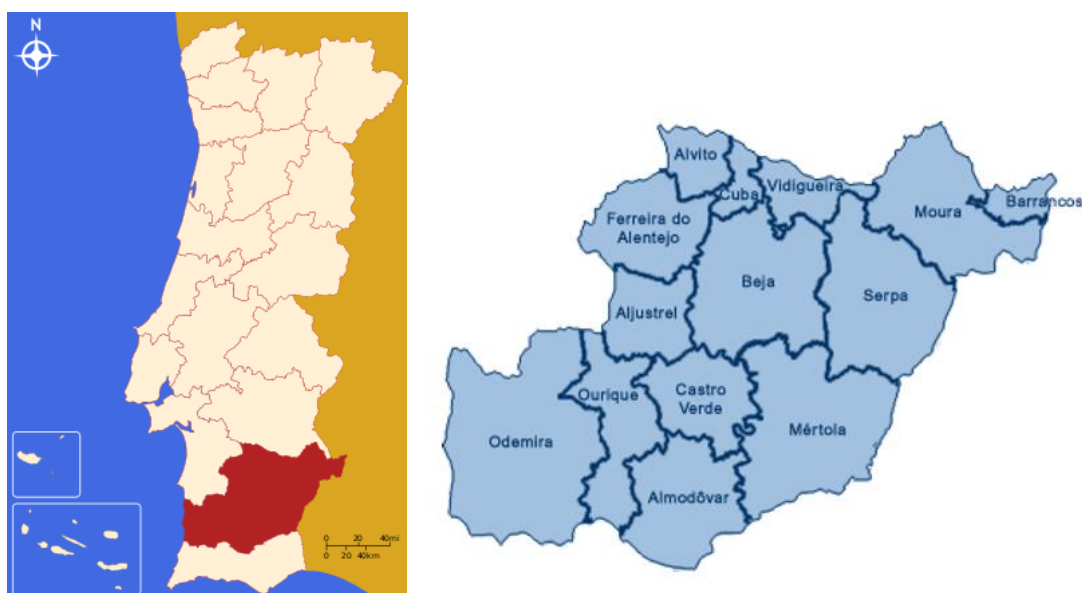 N
0 20 40mi
0 20 40km
Alvito
Cuba
Vidigueira
Barrancos
Moura
Ferreira do
Alentejo
Beja
Serpa
Aljustrel
Ourique
Castro
Verde
Odemira
Mértola
Almodôvar